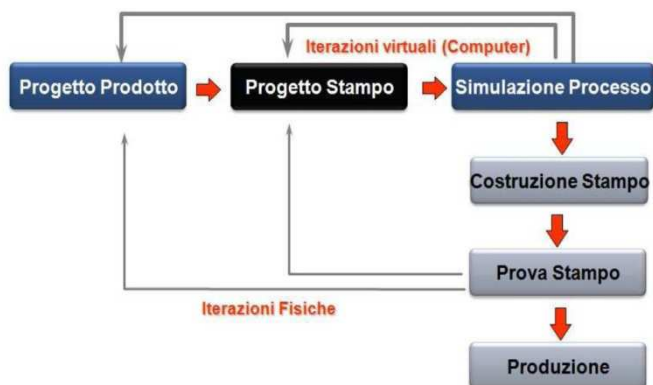 Iterazioni virtuali (Computer)
Progetto Prodotto
Progetto Stampo
Simulazione Processo
Costruzione Stampo
Prova Stampo
Iterazioni Fisiche
Produzione